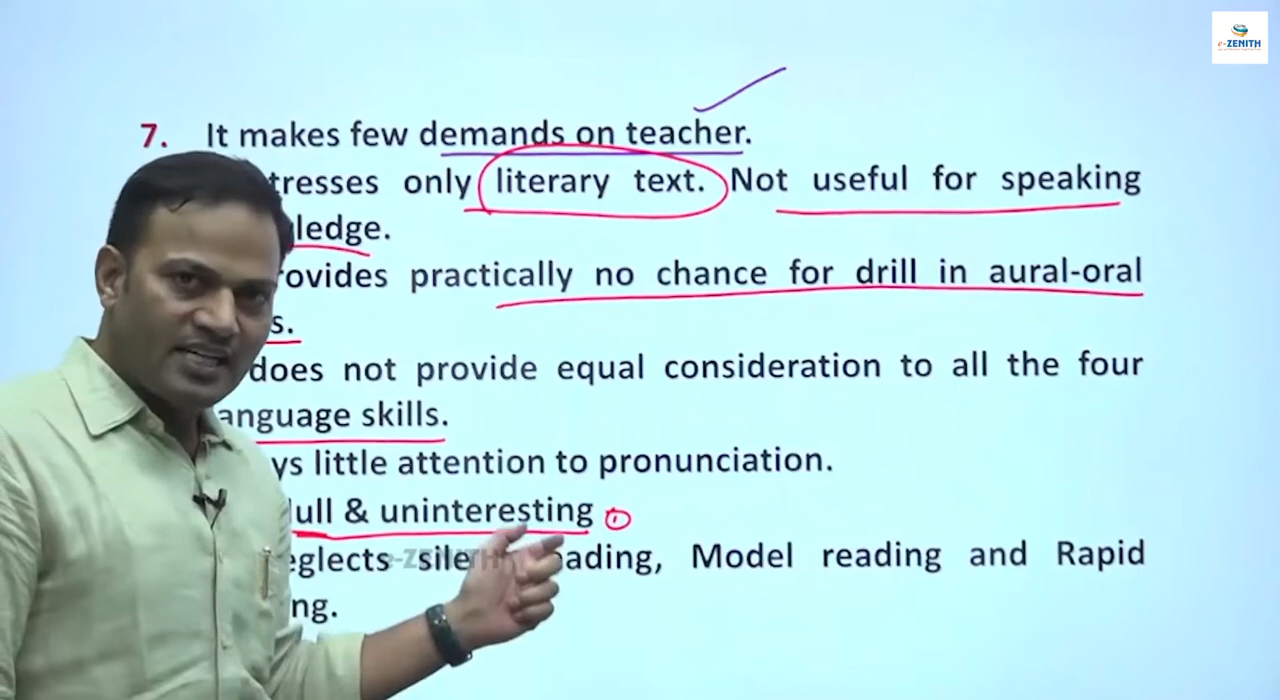 e-ZENITH
7. It makes few demands on teacher.
tresses only literary text. Not useful for speaking
ledge.
rovides practically no chance for drill in aural-oral
s.
does not provide equal consideration to all the four
anguage skills.
ys little attention to pronunciation.
ull & uninteresting
eglects sile ading, Model reading and Rapid
e-ZENITH
ng.